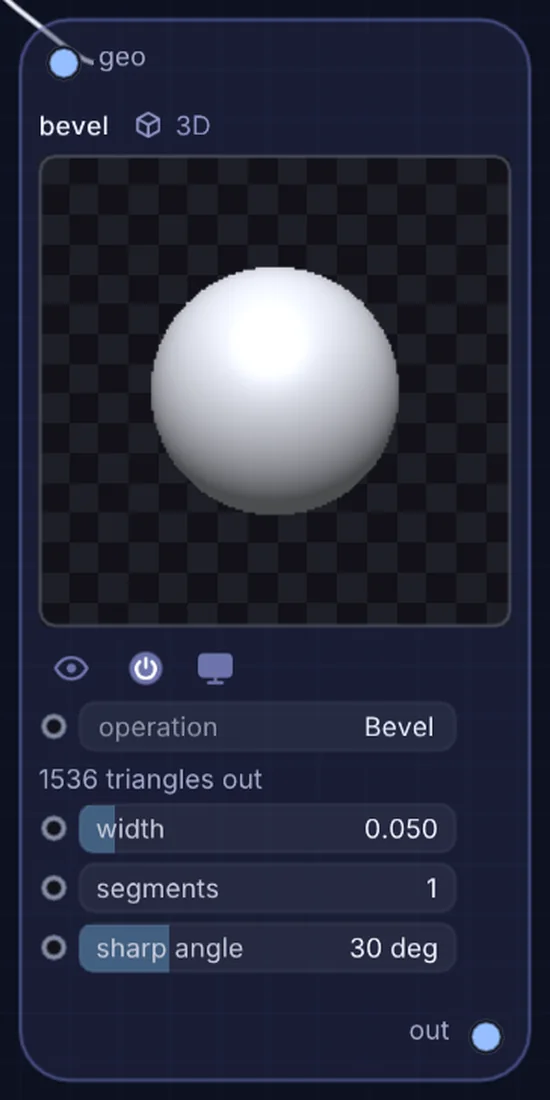 geo
bevel 3D
operation Bevel
1536 triangles out
width 0.050
segments 1
sharp angle 30 deg
out